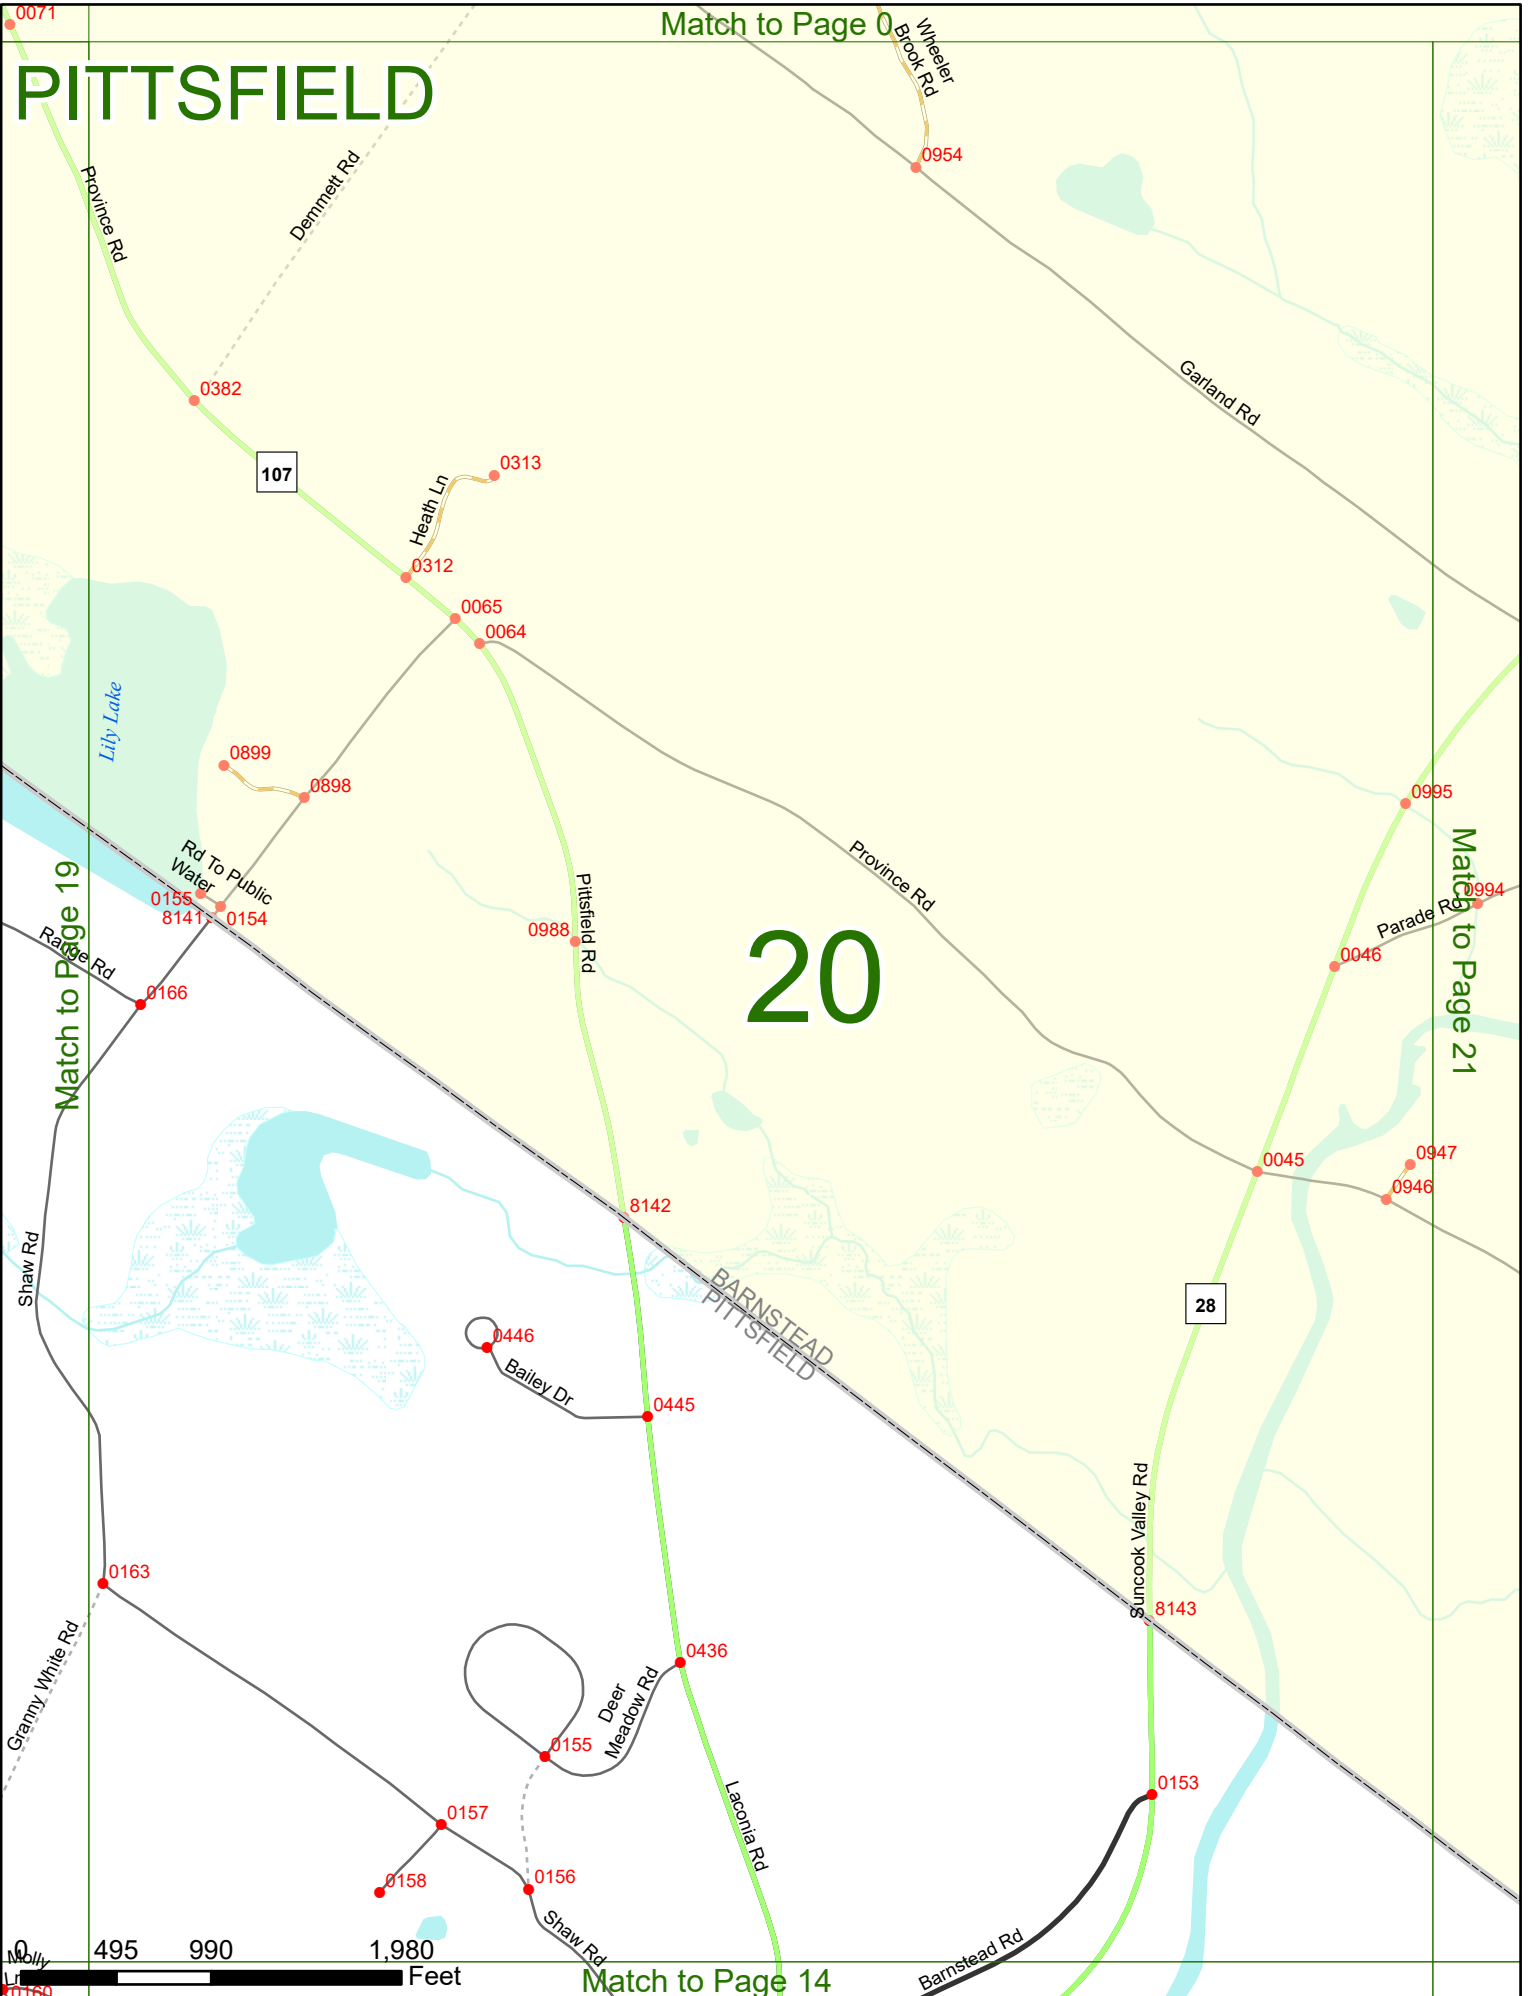 0071
Match to Page 0
Wheeler
Brook Rd
PITTSFIELD
0954
Demmett Rd
Province Rd
Garland Rd
0382
107
0313
Heath Ln
0312
0065
0064
Lily Lake
0899
0898
0995
Rd To Public
Water
Province Rd
Match to Page 19
Match to Page 21
0155
8141
0154
Pittsfield Rd
0994
Parade Rd
0988
20
0046
Range Rd
0166
0947
0045
0946
8142
Shaw Rd
BARNSTEAD
PITTSFIELD
28
0446
Bailey Dr
0445
Suncook Valley Rd
0163
8143
Granny White Rd
0436
Deer
Meadow Rd
0155
0153
Laconia Rd
0157
0158
0156
Shaw Rd
Barnstead Rd
0 495 990 1,980
Feet
Molly
Ln
0160
Match to Page 14